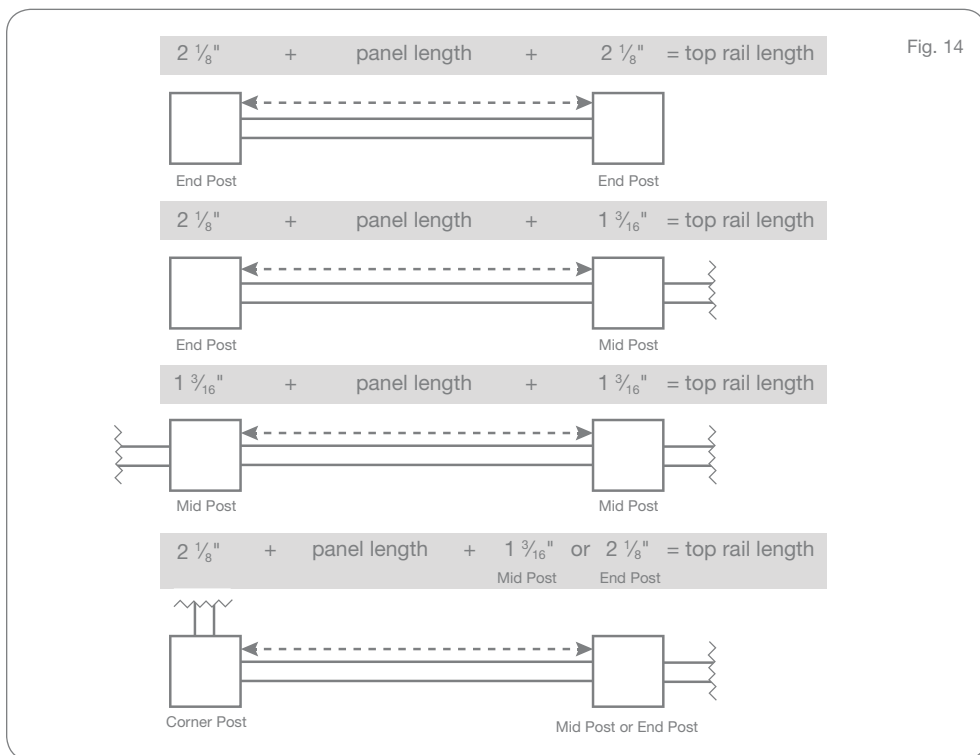 Fig. 14
2 ⅛" + panel length + 2 ⅛" = top rail length
End Post End Post
2 ⅛" + panel length + 1 3⁄16" = top rail length
End Post Mid Post
1 3⁄16" + panel length + 1 3⁄16" = top rail length
Mid Post Mid Post
2 ⅛" + panel length + 1 3⁄16" or 2 ⅛" = top rail length
Mid Post End Post
Corner Post Mid Post or End Post